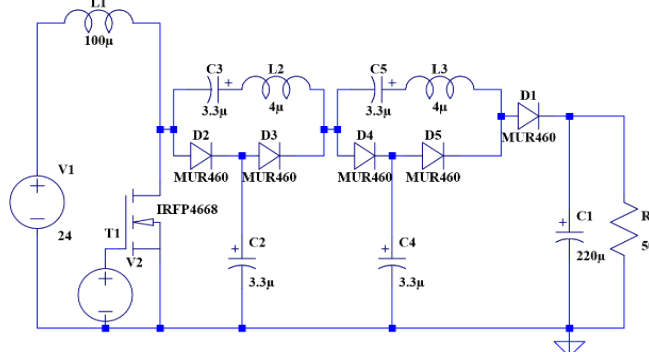 L1
100µ
C3
L2
C5
L3
+
+
D1
3.3µ
4µ
3.3µ
4µ
D2
D3
D4
D5
MUR460
MUR460
MUR460
MUR460
MUR460
V1
+
24
IRFP4668
T1
V2
+
+
C2
3.3µ
+
C4
3.3µ
+
C1
220µ
R
50